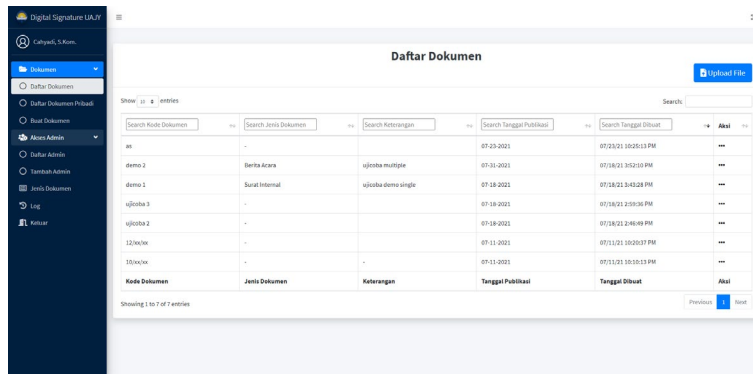 Digital Signature UAJY
Cahyadi, S.Kom.
Dokumen
Daftar Dokumen
Daftar Dokumen Pribadi
Buat Dokumen
Akses Admin
Daftar Admin
Tambah Admin
Jenis Dokumen
Log
Keluar
Daftar Dokumen
Upload File
Show 10 entries
Search:
Search Kode Dokumen Search Jenis Dokumen Search Keterangan Search Tanggal Publikasi Search Tanggal Dibuat Aksi
as - 07-23-2021 07/23/21 10:25:13 PM •••
demo 2 Berita Acara ujicoba multiple 07-31-2021 07/18/21 3:52:10 PM •••
demo 1 Surat Internal ujicoba demo single 07-18-2021 07/18/21 3:43:28 PM •••
ujicoba 3 - 07-18-2021 07/18/21 2:59:36 PM •••
ujicoba 2 - 07-18-2021 07/18/21 2:46:49 PM •••
12/xx/xx - 07-11-2021 07/11/21 10:20:37 PM •••
10/xx/xx - - 07-11-2021 07/11/21 10:10:13 PM •••
Kode Dokumen Jenis Dokumen Keterangan Tanggal Publikasi Tanggal Dibuat Aksi
Showing 1 to 7 of 7 entries
Previous 1 Next